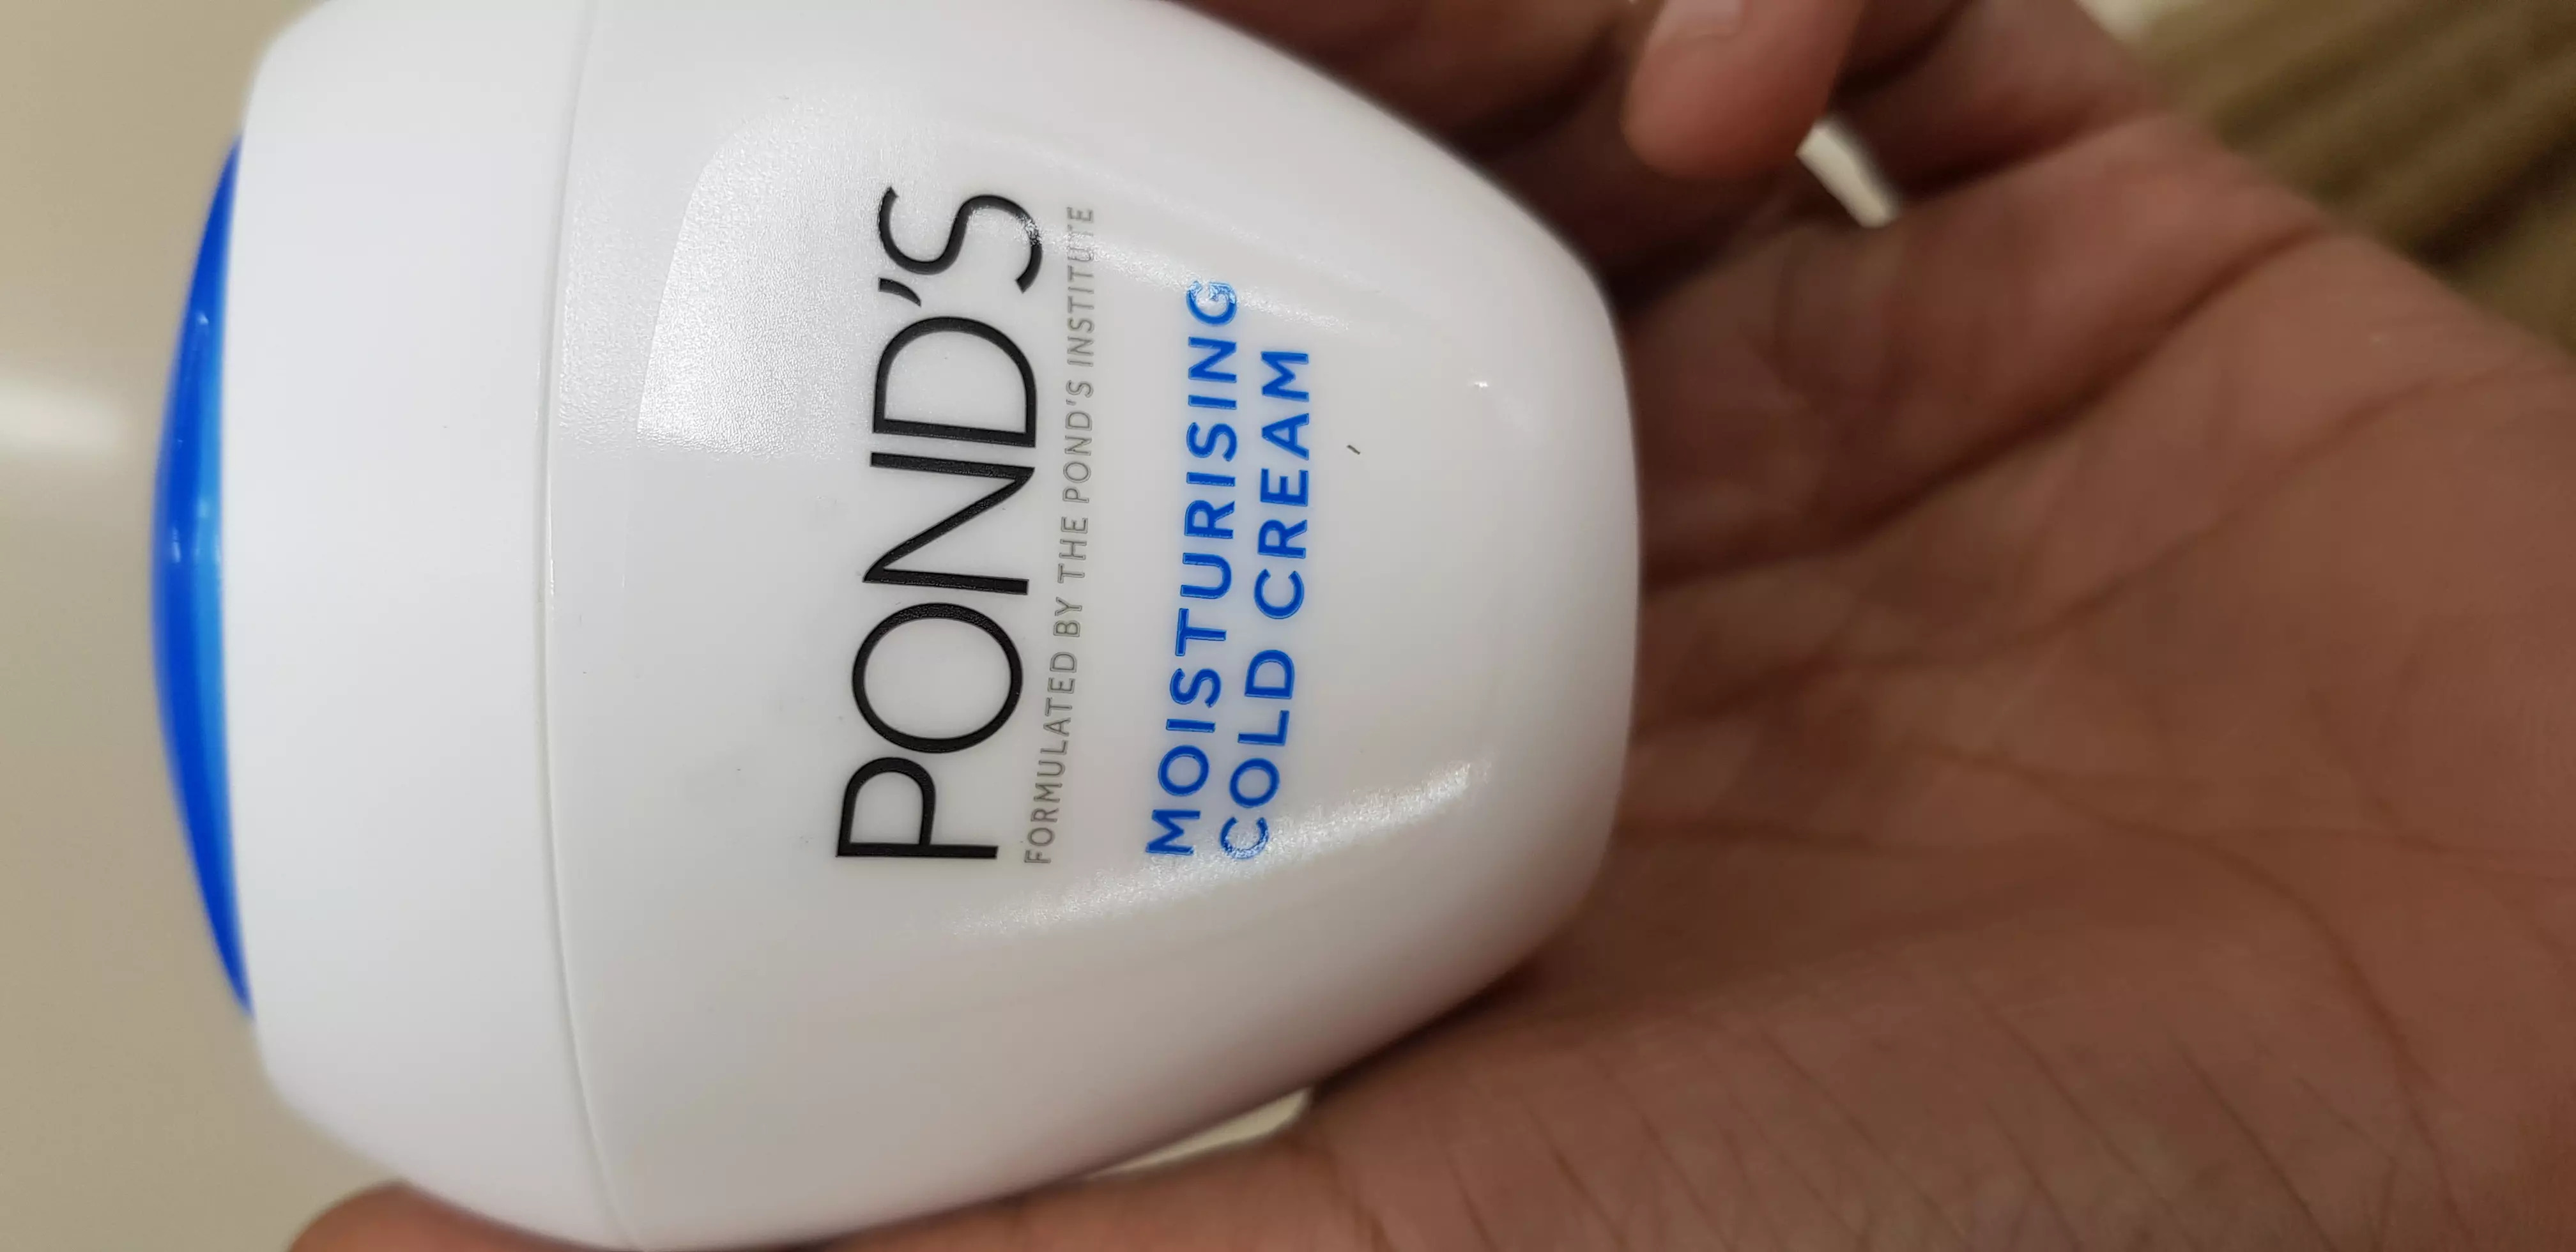 POND'S
FORMULATED BY THE POND'S INSTITUTE
MOISTURISING
COLD CREAM